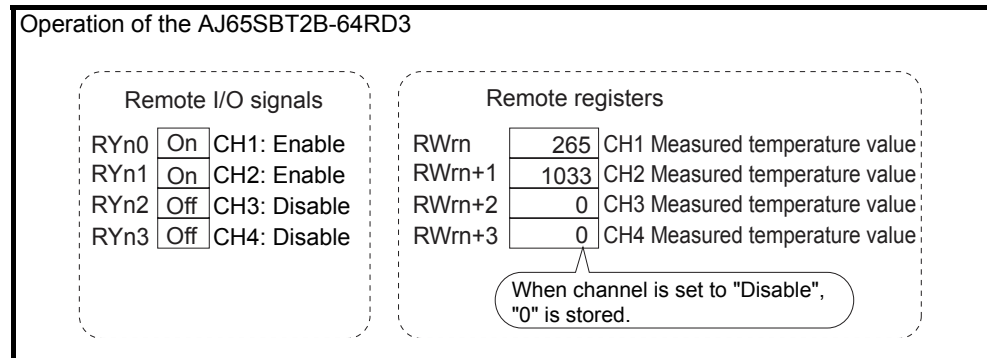 Operation of the AJ65SBT2B-64RD3
Remote I/O signals
RYn0 On CH1: Enable
RYn1 On CH2: Enable
RYn2 Off CH3: Disable
RYn3 Off CH4: Disable
Remote registers
RWrn 265 CH1 Measured temperature value
RWrn+1 1033 CH2 Measured temperature value
RWrn+2 0 CH3 Measured temperature value
RWrn+3 0 CH4 Measured temperature value
When channel is set to "Disable",
"0" is stored.